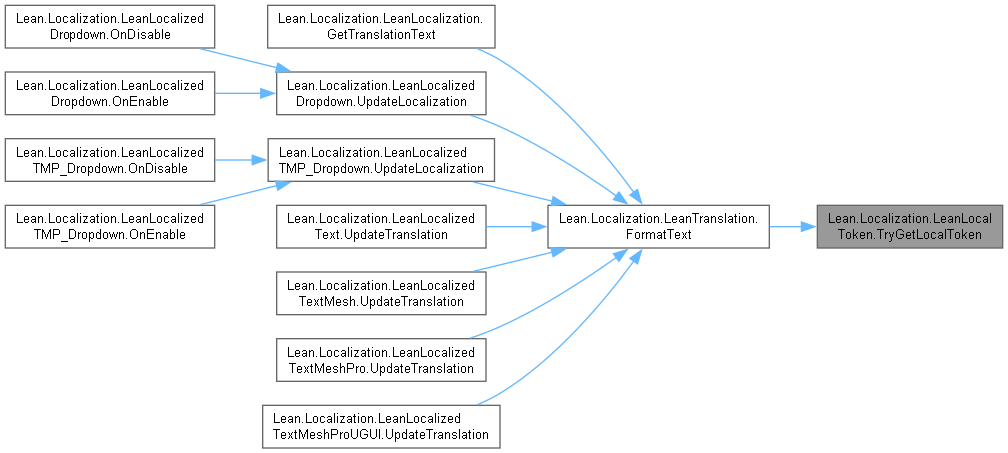 Lean.Localization.LeanLocalized
Dropdown.OnDisable
Lean.Localization.LeanLocalized
Dropdown.OnEnable
Lean.Localization.LeanLocalized
TMP_Dropdown.OnDisable
Lean.Localization.LeanLocalized
TMP_Dropdown.OnEnable
Lean.Localization.LeanLocalization.
GetTranslationText
Lean.Localization.LeanLocalized
Dropdown.UpdateLocalization
Lean.Localization.LeanLocalized
TMP_Dropdown.UpdateLocalization
Lean.Localization.LeanLocalized
Text.UpdateTranslation
Lean.Localization.LeanLocalized
TextMesh.UpdateTranslation
Lean.Localization.LeanLocalized
TextMeshPro.UpdateTranslation
Lean.Localization.LeanLocalized
TextMeshProUGUI.UpdateTranslation
Lean.Localization.LeanTranslation.
FormatText
Lean.Localization.LeanLocal
Token.TryGetLocalToken